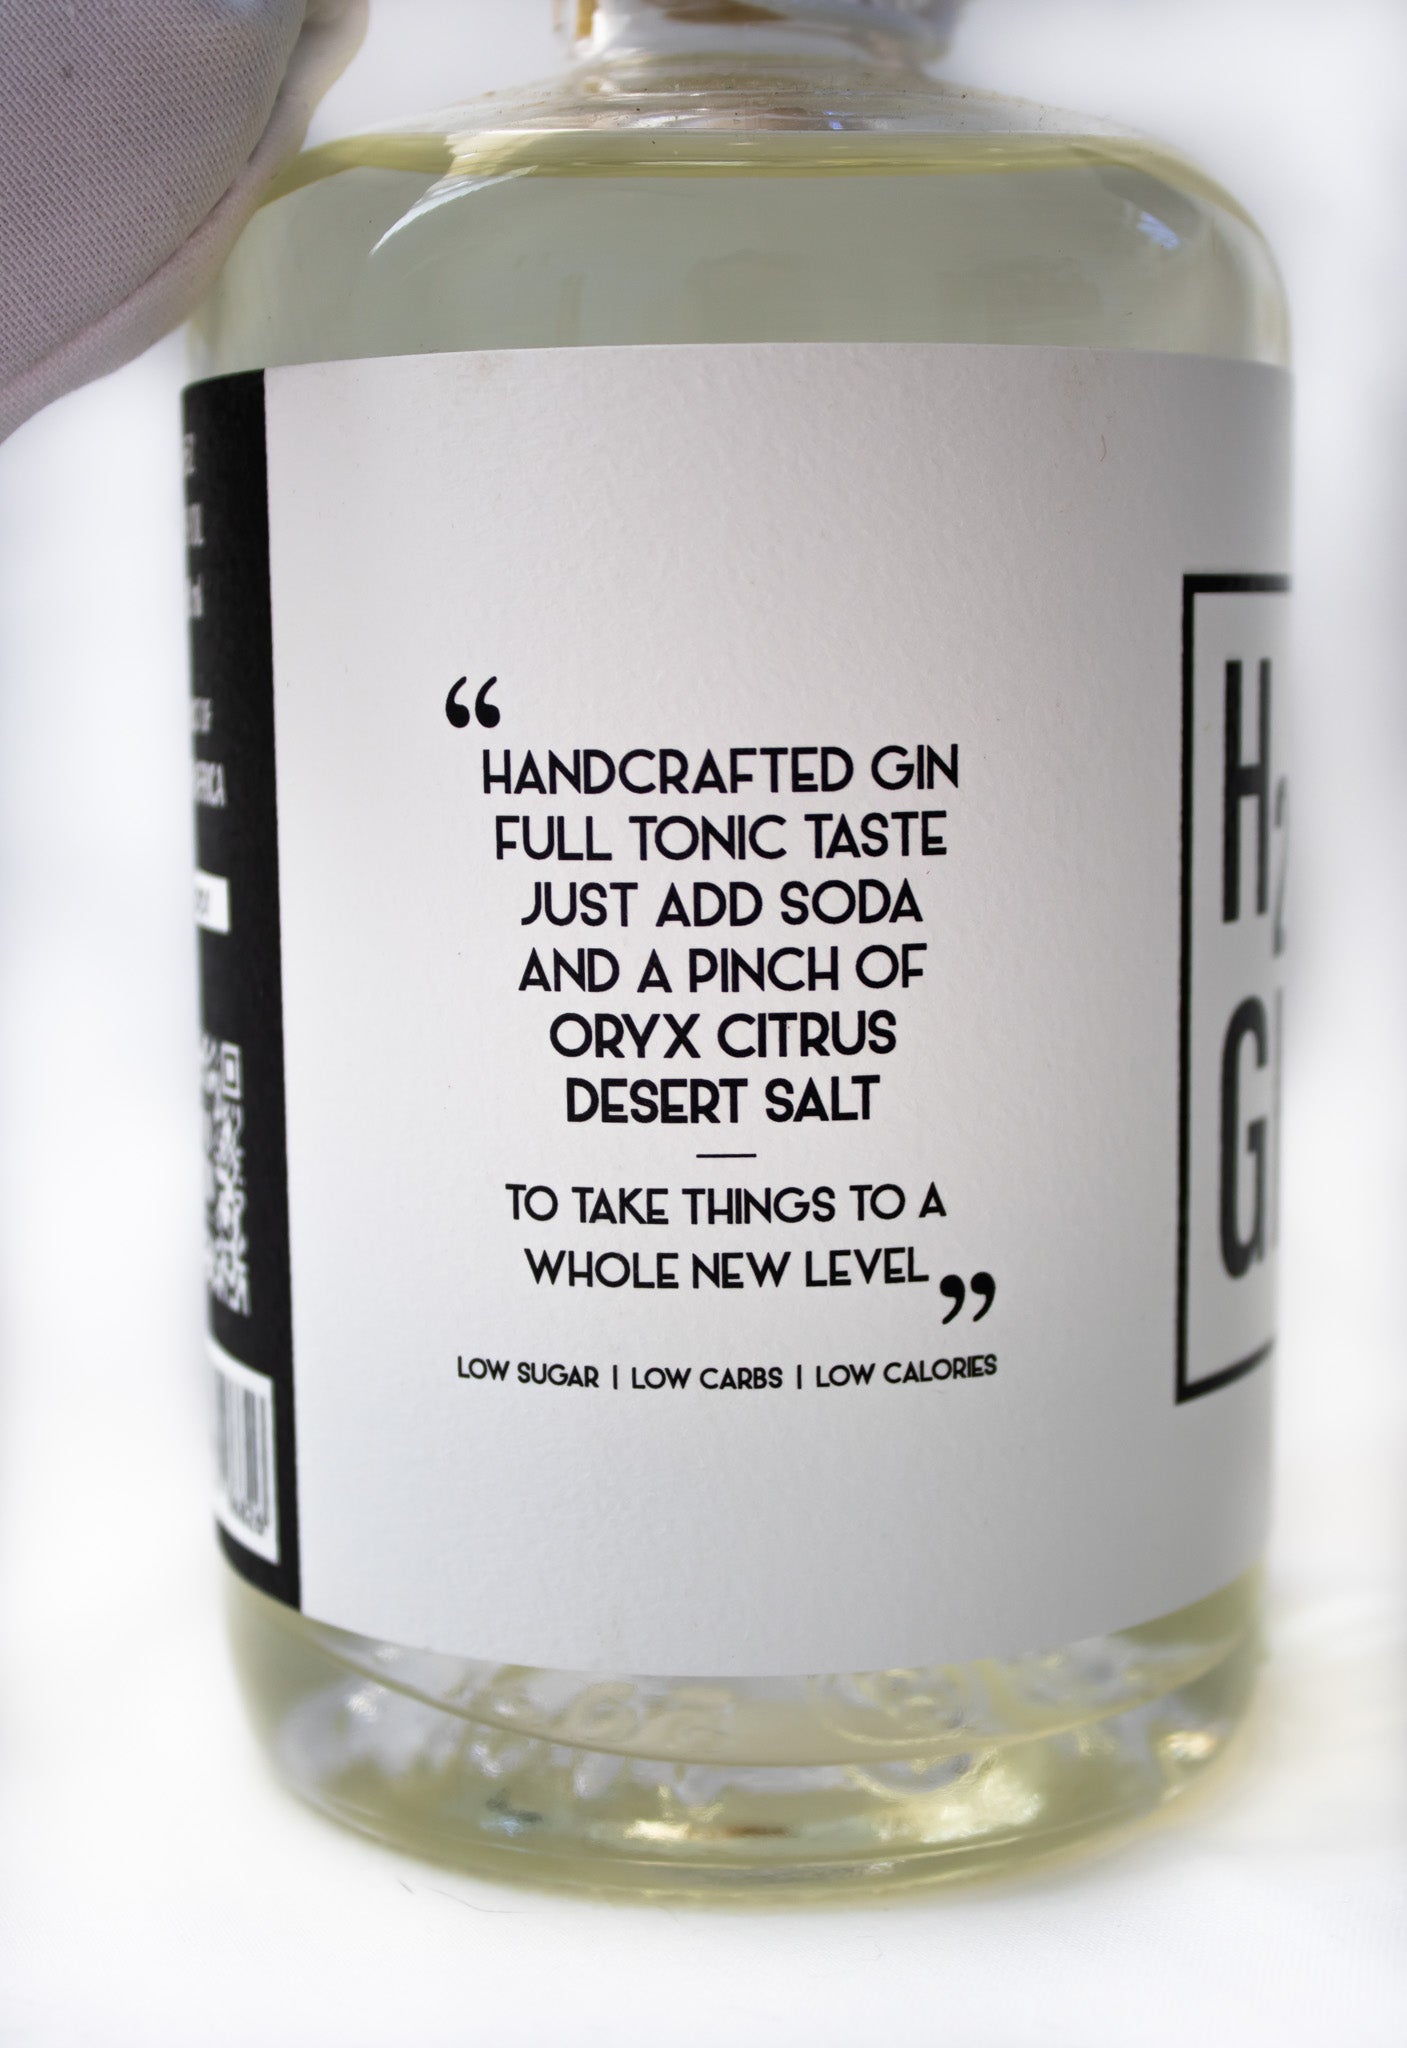 “
HANDCRAFTED GIN
FULL TONIC TASTE
JUST ADD SODA
AND A PINCH OF
ORYX CITRUS
DESERT SALT
TO TAKE THINGS TO A
WHOLE NEW LEVEL
”
LOW SUGAR | LOW CARBS | LOW CALORIES
H2